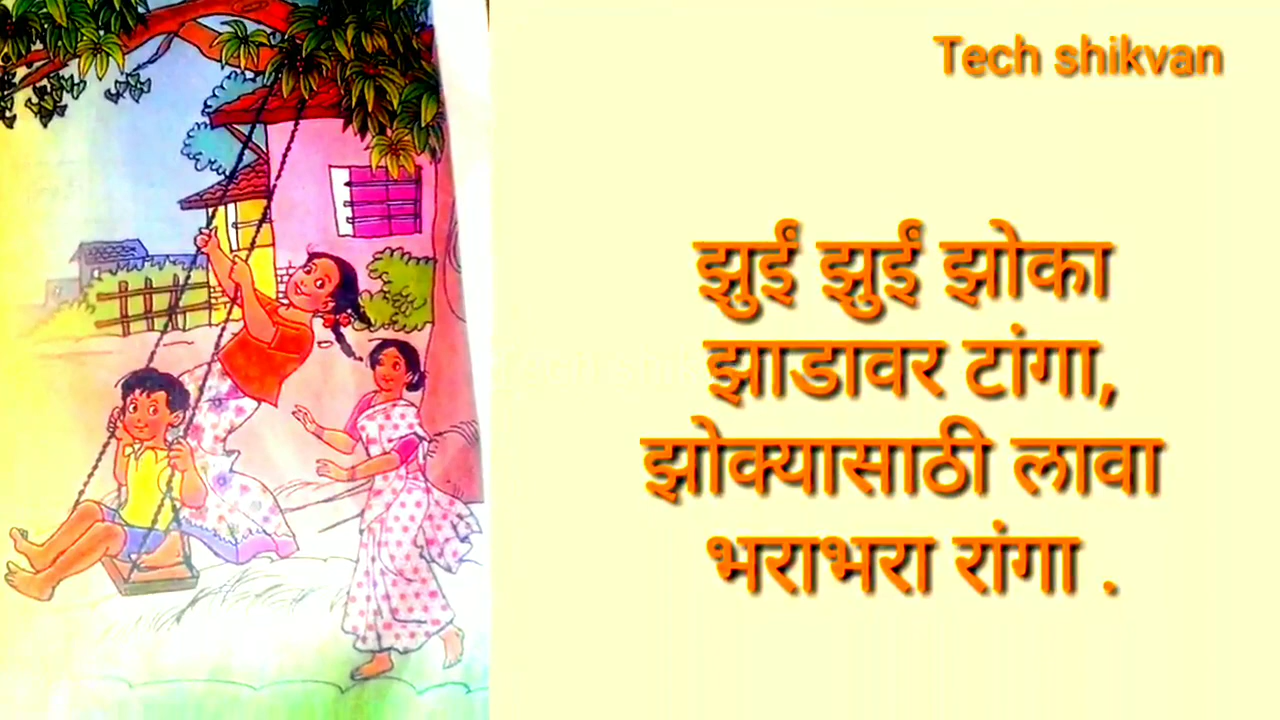 Tech shikvan
झुईं झुईं झोका
झाडावर टांगा,
झोक्यासाठी लावा
भराभरा रांगा .